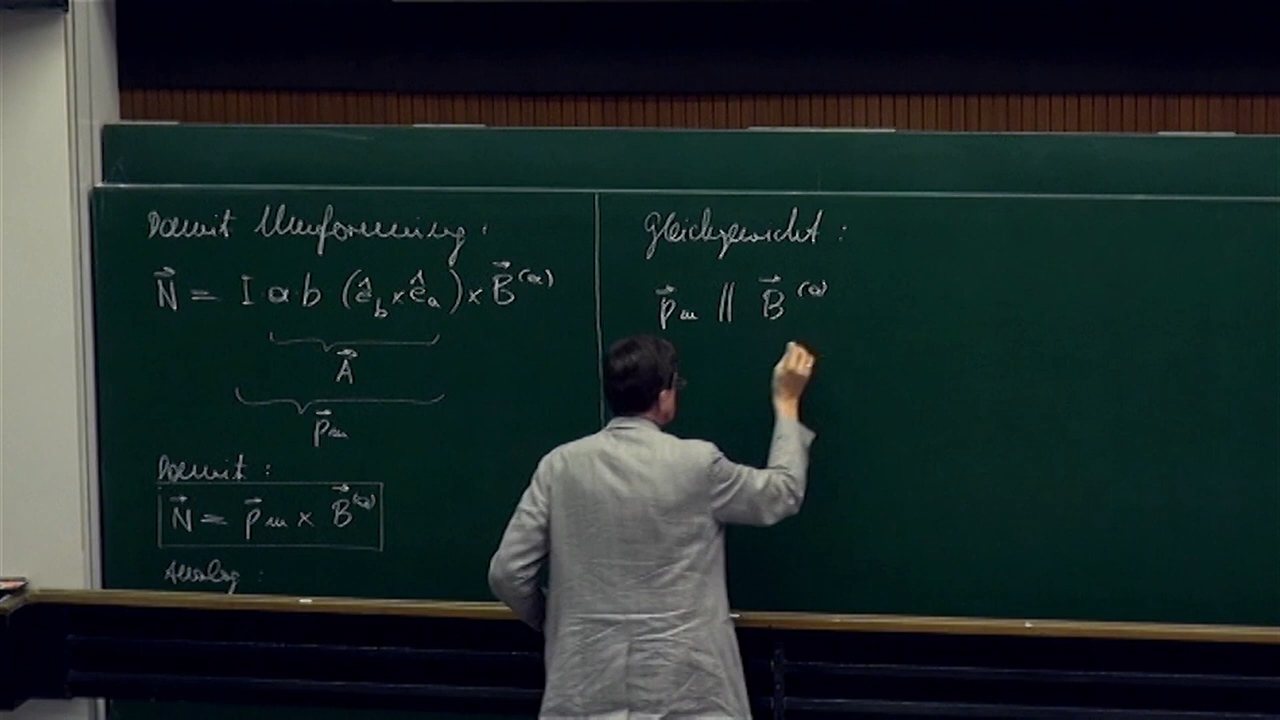 Damit Umformung:
N⃗ = I a b (ê_b × ê_a) × B⃗^(a)
A⃗
p⃗_m
Damit:
N⃗ = p⃗_m × B⃗^(a)
Analog:
Gleichgewicht:
p⃗_m ∥ B⃗^(a)